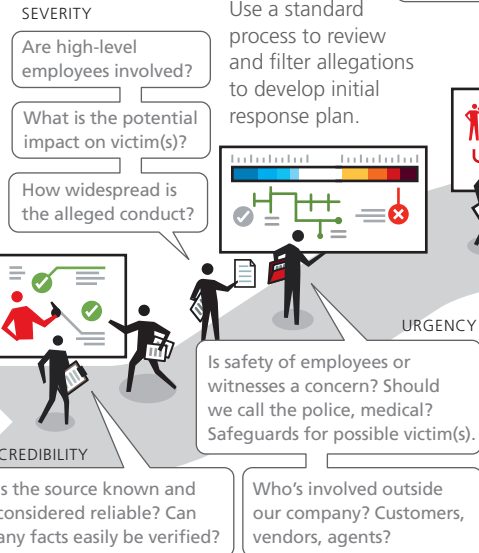 SEVERITY
Are high-level
employees involved?
What is the potential
impact on victim(s)?
How widespread is
the alleged conduct?
Use a standard
process to review
and filter allegations
to develop initial
response plan.
URGENCY
Is safety of employees or
witnesses a concern? Should
we call the police, medical?
Safeguards for possible victim(s).
Who's involved outside
our company? Customers,
vendors, agents?
CREDIBILITY
s the source known and
considered reliable? Can
any facts easily be verified?